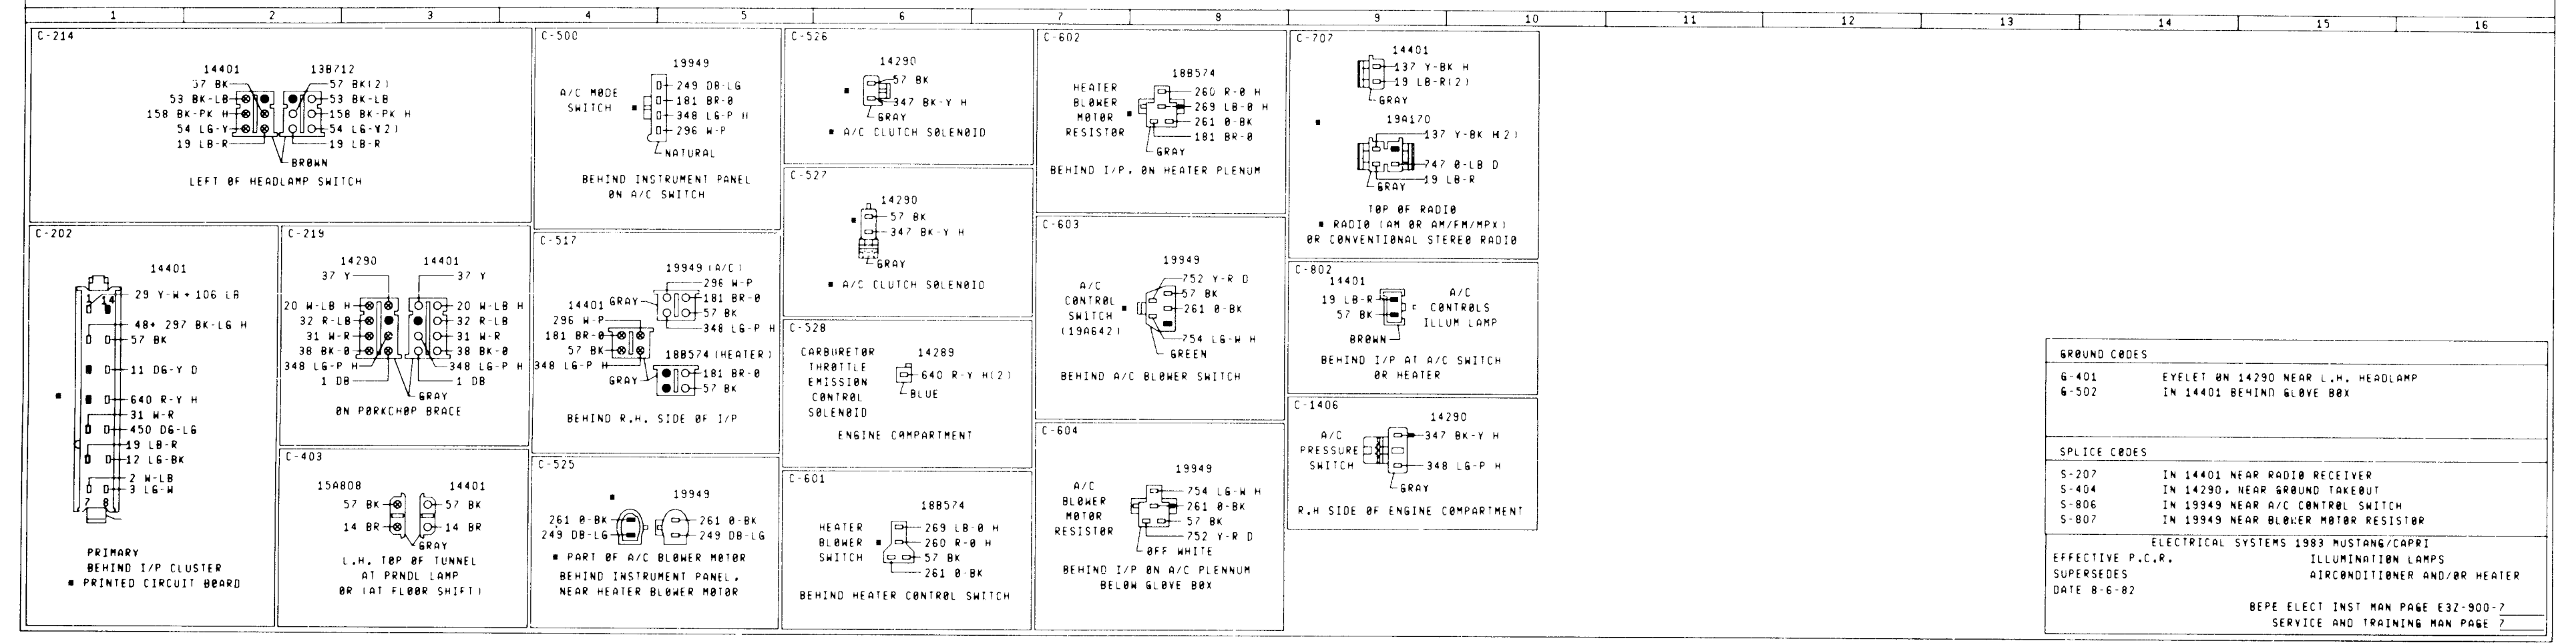 1 2 3 4 5 6 7 8 9 10 11 12 13 14 15 16
C-214
14401 13B712
37 BK 57 BK(2)
53 BK-LB 53 BK-LB
158 BK-PK H 158 BK-PK H
54 LG-Y 54 LG-Y(2)
19 LB-R 19 LB-R
BROWN
LEFT OF HEADLAMP SWITCH
C-202
14401
1 14
29 Y-W + 106 LB
48+ 297 BK-LG H
57 BK
11 DG-Y D
640 R-Y H
31 W-R
450 DG-LG
19 LB-R
12 LG-BK
2 W-LB
3 LG-W
7 8
PRIMARY
BEHIND I/P CLUSTER
■ PRINTED CIRCUIT BOARD
C-219
14290 14401
37 Y 37 Y
20 W-LB H 20 W-LB H
32 R-LB 32 R-LB
31 W-R 31 W-R
38 BK-O 38 BK-O
348 LG-P H 348 LG-P H
1 DB 1 DB
GRAY
ON PORKCHOP BRACE
C-403
15A808 14401
57 BK 57 BK
14 BR 14 BR
GRAY
L.H. TOP OF TUNNEL
AT PRNDL LAMP
OR (AT FLOOR SHIFT)
C-500
19949
A/C MODE
SWITCH
249 DB-LG
181 BR-O
348 LG-P H
296 W-P
NATURAL
BEHIND INSTRUMENT PANEL
ON A/C SWITCH
C-517
19949 (A/C)
296 W-P
14401 GRAY 181 BR-O
57 BK
296 W-P 348 LG-P H
181 BR-O
57 BK 18B574 (HEATER)
348 LG-P H 181 BR-O
GRAY 57 BK
BEHIND R.H. SIDE OF I/P
C-525
19949
261 O-BK 261 O-BK
249 DB-LG 249 DB-LG
■ PART OF A/C BLOWER MOTOR
BEHIND INSTRUMENT PANEL,
NEAR HEATER BLOWER MOTOR
C-526
14290
57 BK
347 BK-Y H
GRAY
■ A/C CLUTCH SOLENOID
C-527
14290
57 BK
347 BK-Y H
GRAY
■ A/C CLUTCH SOLENOID
C-528
CARBURETOR
THROTTLE
EMISSION
CONTROL
SOLENOID
14289
640 R-Y H(2)
BLUE
ENGINE COMPARTMENT
C-601
18B574
HEATER
BLOWER
SWITCH
269 LB-O H
260 R-O H
57 BK
261 O-BK
BEHIND HEATER CONTROL SWITCH
C-602
18B574
HEATER
BLOWER
MOTOR
RESISTOR
260 R-O H
269 LB-O H
261 O-BK
181 BR-O
GRAY
BEHIND I/P, ON HEATER PLENUM
C-603
19949
A/C
CONTROL
SWITCH
(19A642)
752 Y-R D
57 BK
261 O-BK
754 LG-W H
GREEN
BEHIND A/C BLOWER SWITCH
C-604
19949
A/C
BLOWER
MOTOR
RESISTOR
754 LG-W H
261 O-BK
57 BK
752 Y-R D
OFF WHITE
BEHIND I/P ON A/C PLENNUM
BELOW GLOVE BOX
C-707
14401
137 Y-BK H
19 LB-R(2)
GRAY
19A170
137 Y-BK H(2)
747 O-LB D
19 LB-R
GRAY
TOP OF RADIO
■ RADIO (AM OR AM/FM/MPX)
OR CONVENTIONAL STEREO RADIO
C-802
14401
19 LB-R
57 BK
A/C
CONTROLS
ILLUM LAMP
BROWN
BEHIND I/P AT A/C SWITCH
OR HEATER
C-1406
14290
A/C
PRESSURE
SWITCH
347 BK-Y H
348 LG-P H
GRAY
R.H SIDE OF ENGINE COMPARTMENT
GROUND CODES
G-401 EYELET ON 14290 NEAR L.H. HEADLAMP
G-502 IN 14401 BEHIND GLOVE BOX
SPLICE CODES
S-207 IN 14401 NEAR RADIO RECEIVER
S-404 IN 14290, NEAR GROUND TAKEOUT
S-806 IN 19949 NEAR A/C CONTROL SWITCH
S-807 IN 19949 NEAR BLOWER MOTOR RESISTOR
ELECTRICAL SYSTEMS 1983 MUSTANG/CAPRI
EFFECTIVE P.C.R. ILLUMINATION LAMPS
SUPERSEDES AIRCONDITIONER AND/OR HEATER
DATE 8-6-82
BEPE ELECT INST MAN PAGE E3Z-900-7
SERVICE AND TRAINING MAN PAGE 7